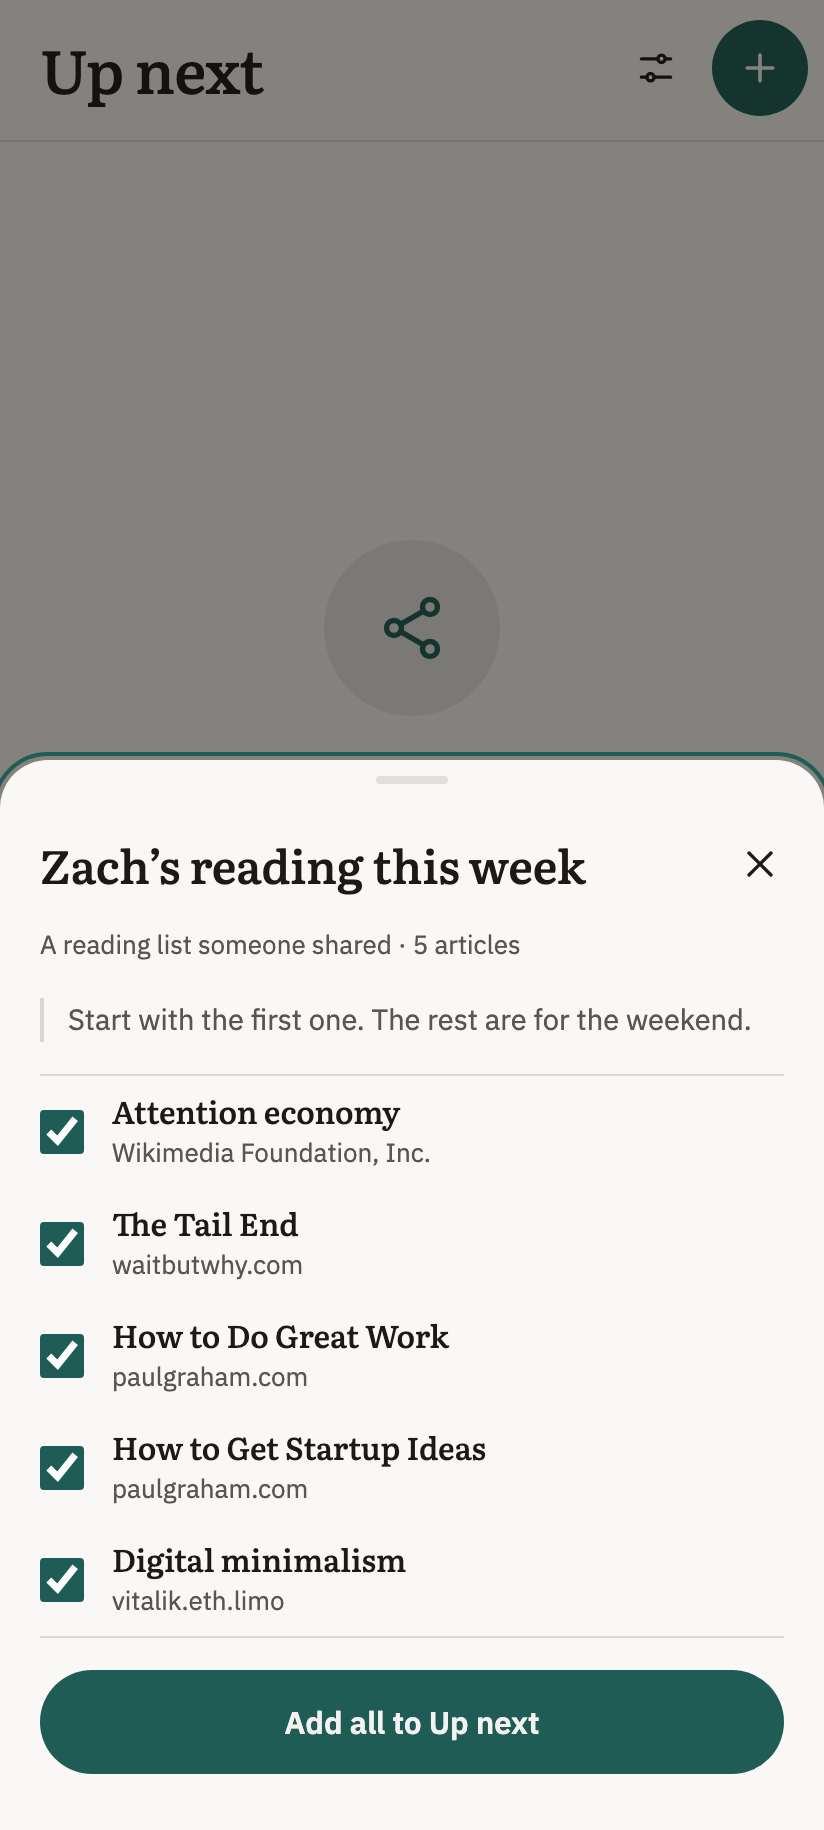 Up next
Zach’s reading this week
A reading list someone shared · 5 articles
Start with the first one. The rest are for the weekend.
Attention economy
Wikimedia Foundation, Inc.
The Tail End
waitbutwhy.com
How to Do Great Work
paulgraham.com
How to Get Startup Ideas
paulgraham.com
Digital minimalism
vitalik.eth.limo
Add all to Up next